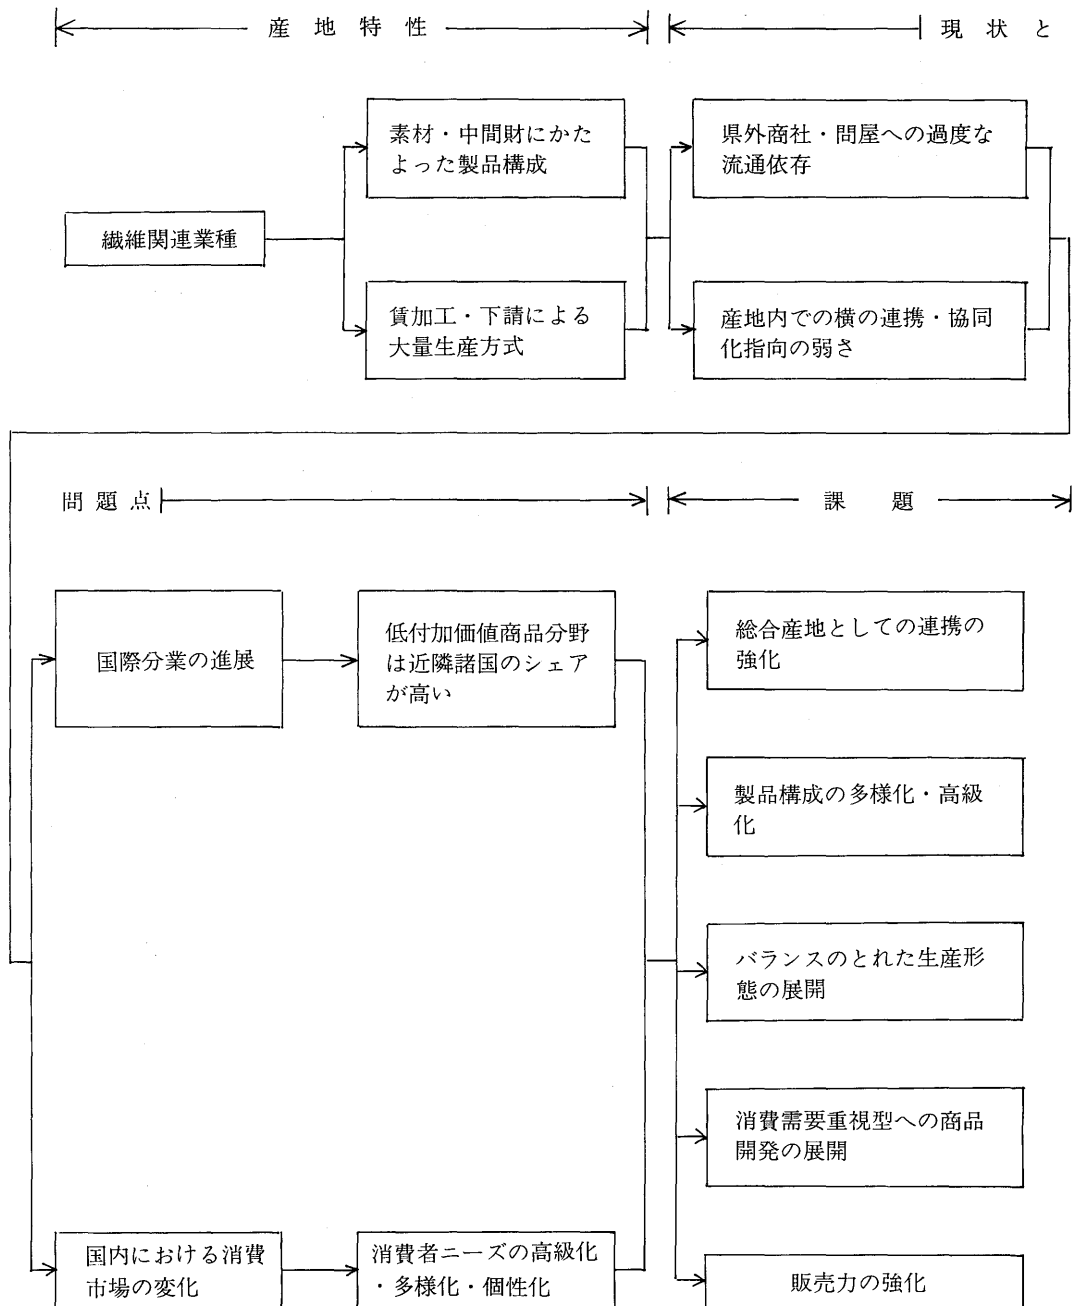 産地特性
現状と
素材・中間財にかた
よった製品構成
県外商社・問屋への過度な
流通依存
繊維関連業種
賃加工・下請による
大量生産方式
産地内での横の連携・協同
化指向の弱さ
問題点
課題
国際分業の進展
低付加価値商品分野
は近隣諸国のシェア
が高い
総合産地としての連携の
強化
製品構成の多様化・高級
化
バランスのとれた生産形
態の展開
消費需要重視型への商品
開発の展開
国内における消費
市場の変化
消費者ニーズの高級化
・多様化・個性化
販売力の強化